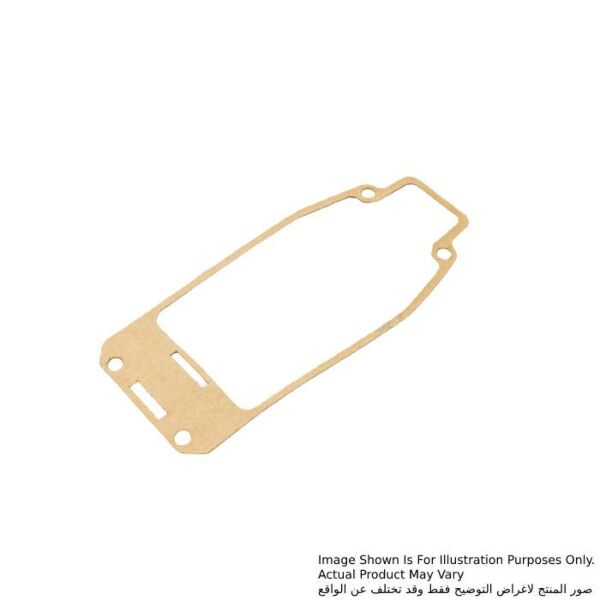 Image Shown Is For Illustration Purposes Only.
Actual Product May Vary
صور المنتج لاغراض التوضيح فقط وقد تختلف عن الواقع